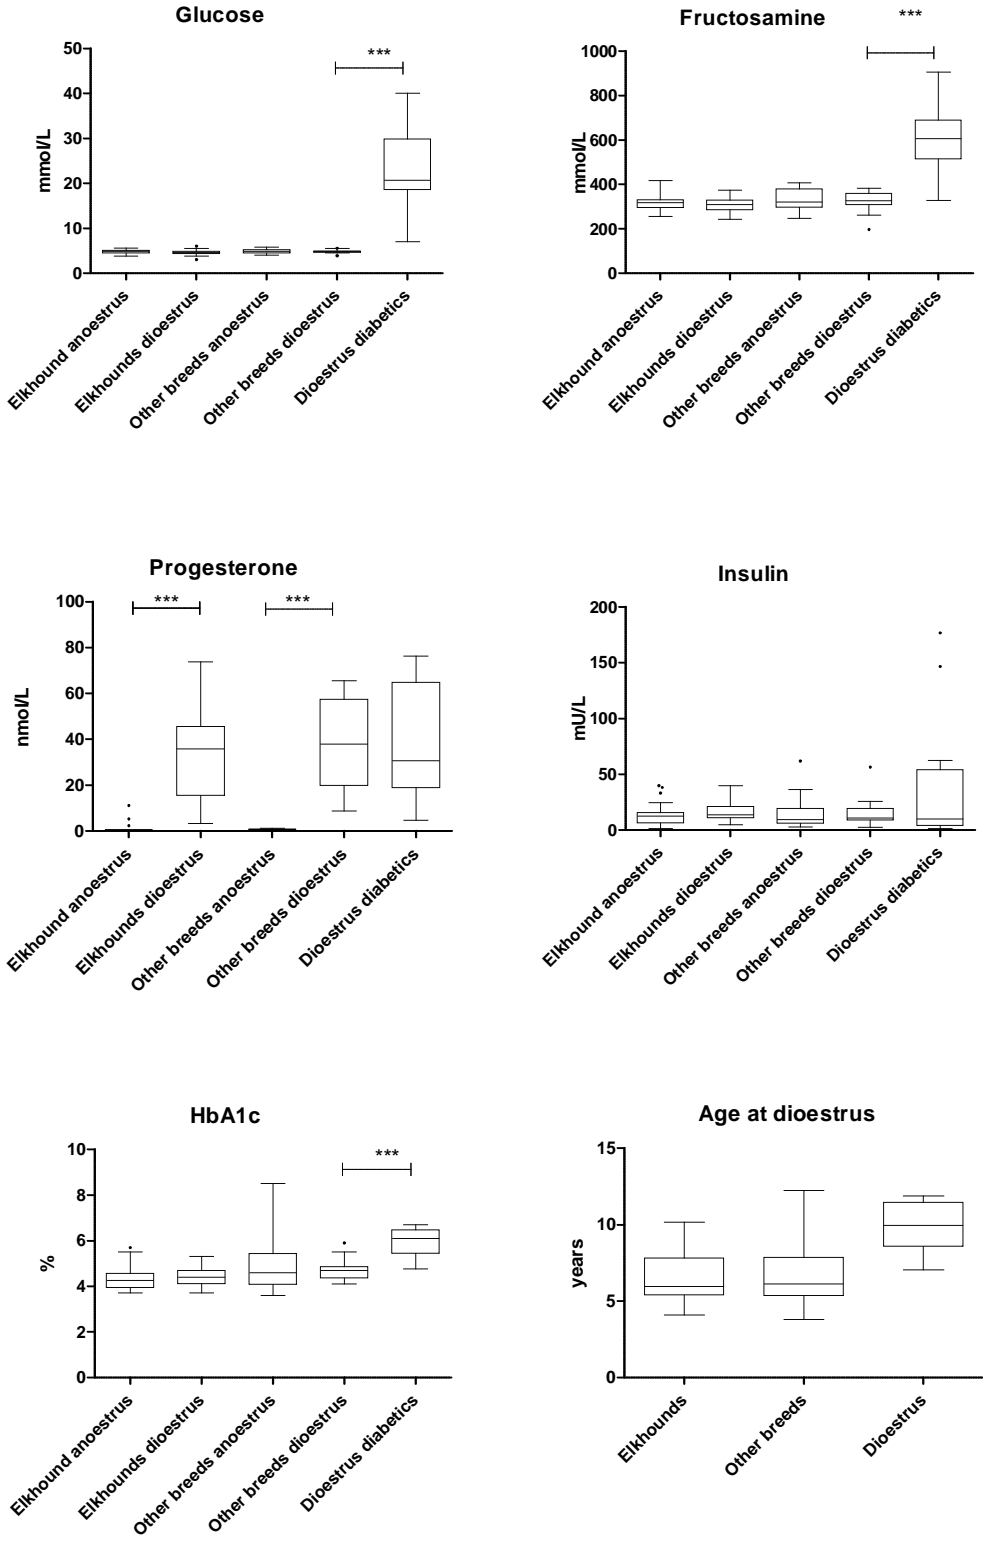 Glucose
***
50
40
30
20
10
0
mmol/L
Elkhound anoestrus
Elkhounds dioestrus
Other breeds anoestrus
Other breeds dioestrus
Dioestrus diabetics
Fructosamine
***
1000
800
600
400
200
0
mmol/L
Elkhound anoestrus
Elkhounds dioestrus
Other breeds anoestrus
Other breeds dioestrus
Dioestrus diabetics
Progesterone
*** ***
100
80
60
40
20
0
nmol/L
Elkhound anoestrus
Elkhounds dioestrus
Other breeds anoestrus
Other breeds dioestrus
Dioestrus diabetics
Insulin
200
150
100
50
0
mU/L
Elkhound anoestrus
Elkhounds dioestrus
Other breeds anoestrus
Other breeds dioestrus
Dioestrus diabetics
HbA1c
***
10
8
6
4
2
0
%
Elkhound anoestrus
Elkhounds dioestrus
Other breeds anoestrus
Other breeds dioestrus
Dioestrus diabetics
Age at dioestrus
15
10
5
0
years
Elkhounds
Other breeds
Dioestrus